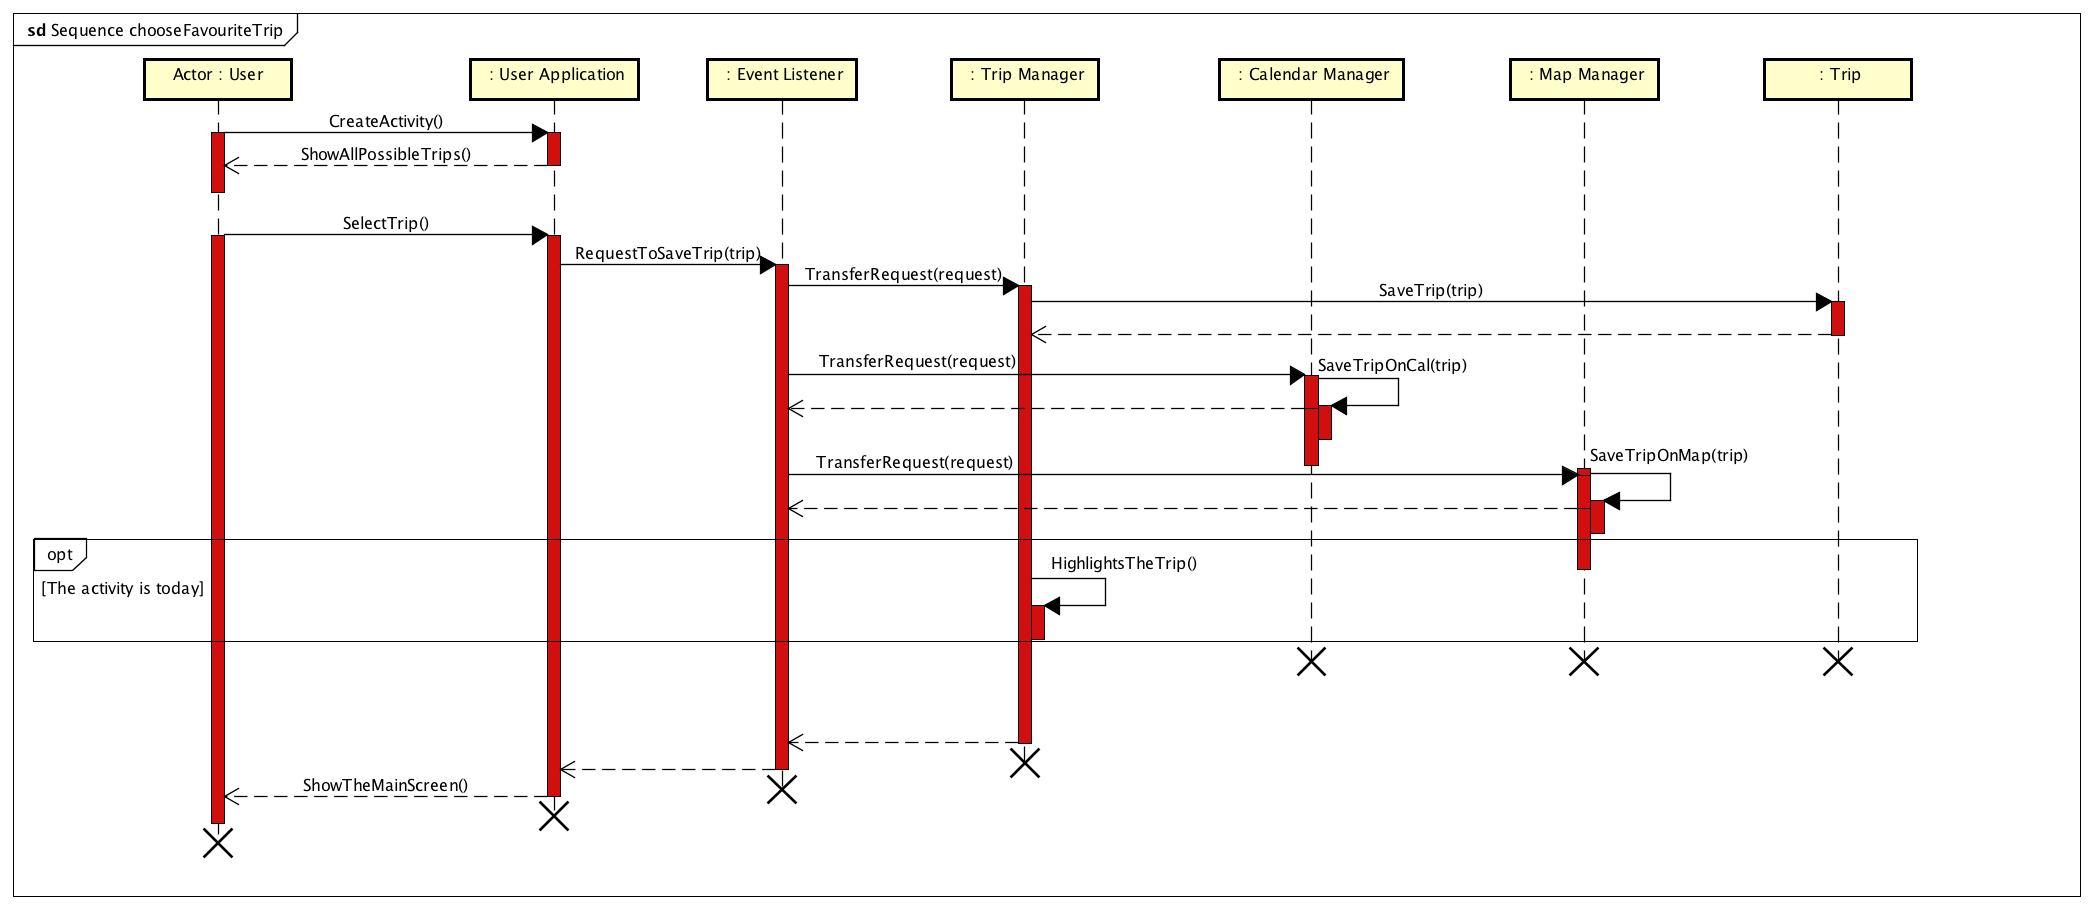 sd Sequence chooseFavouriteTrip
Actor : User
: User Application
: Event Listener
: Trip Manager
: Calendar Manager
: Map Manager
: Trip
CreateActivity()
ShowAllPossibleTrips()
SelectTrip()
RequestToSaveTrip(trip)
TransferRequest(request)
SaveTrip(trip)
TransferRequest(request)
SaveTripOnCal(trip)
TransferRequest(request)
SaveTripOnMap(trip)
opt
[The activity is today]
HighlightsTheTrip()
ShowTheMainScreen()